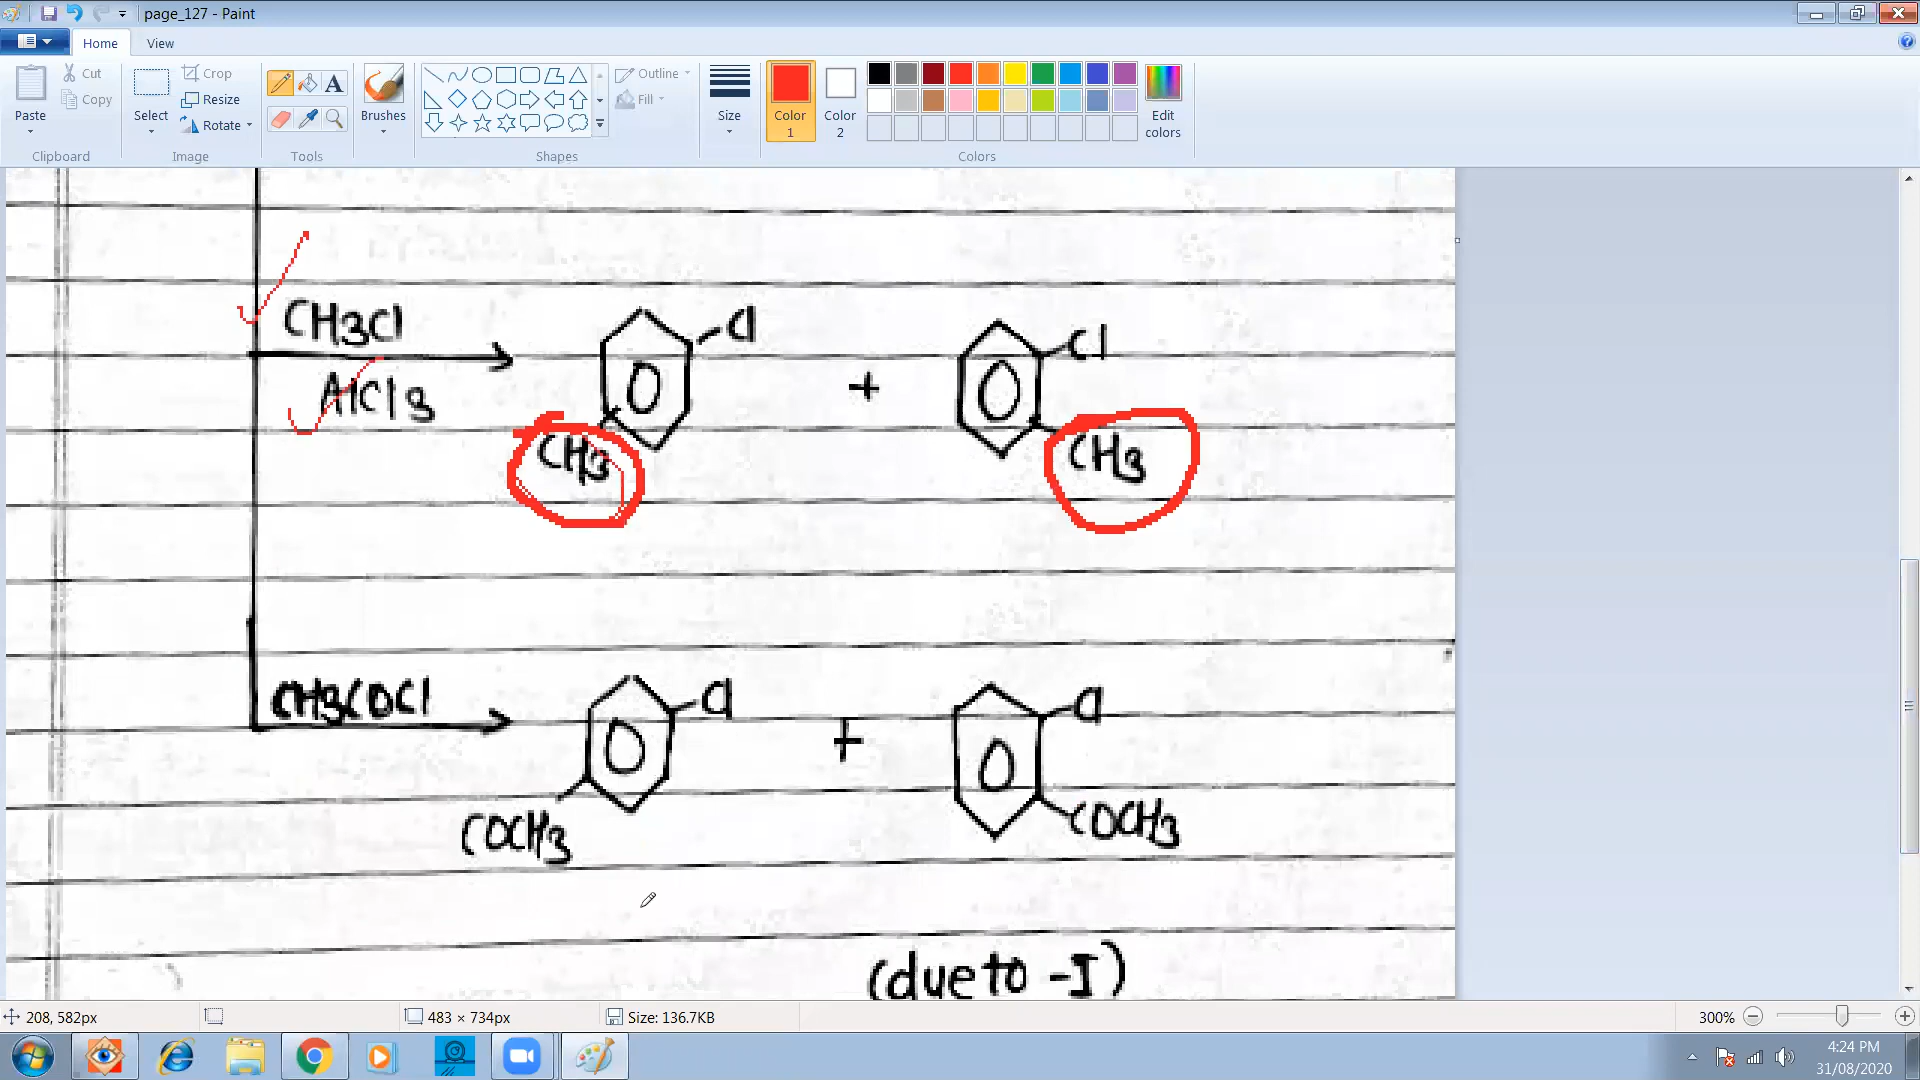 page_127 - Paint
Home View
Paste
Cut
Copy
Clipboard
Select
Crop
Resize
Rotate
Image
A
Tools
Brushes
Outline
Fill
Shapes
Size
Color 1
Color 2
Edit colors
Colors
CH3Cl
AlCl3
Cl
CH3
+
Cl
CH3
CH3COCl
Cl
COCH3
+
Cl
COCH3
(due to -I)
208, 582px
483 × 734px
Size: 136.7KB
300%
4:24 PM
31/08/2020